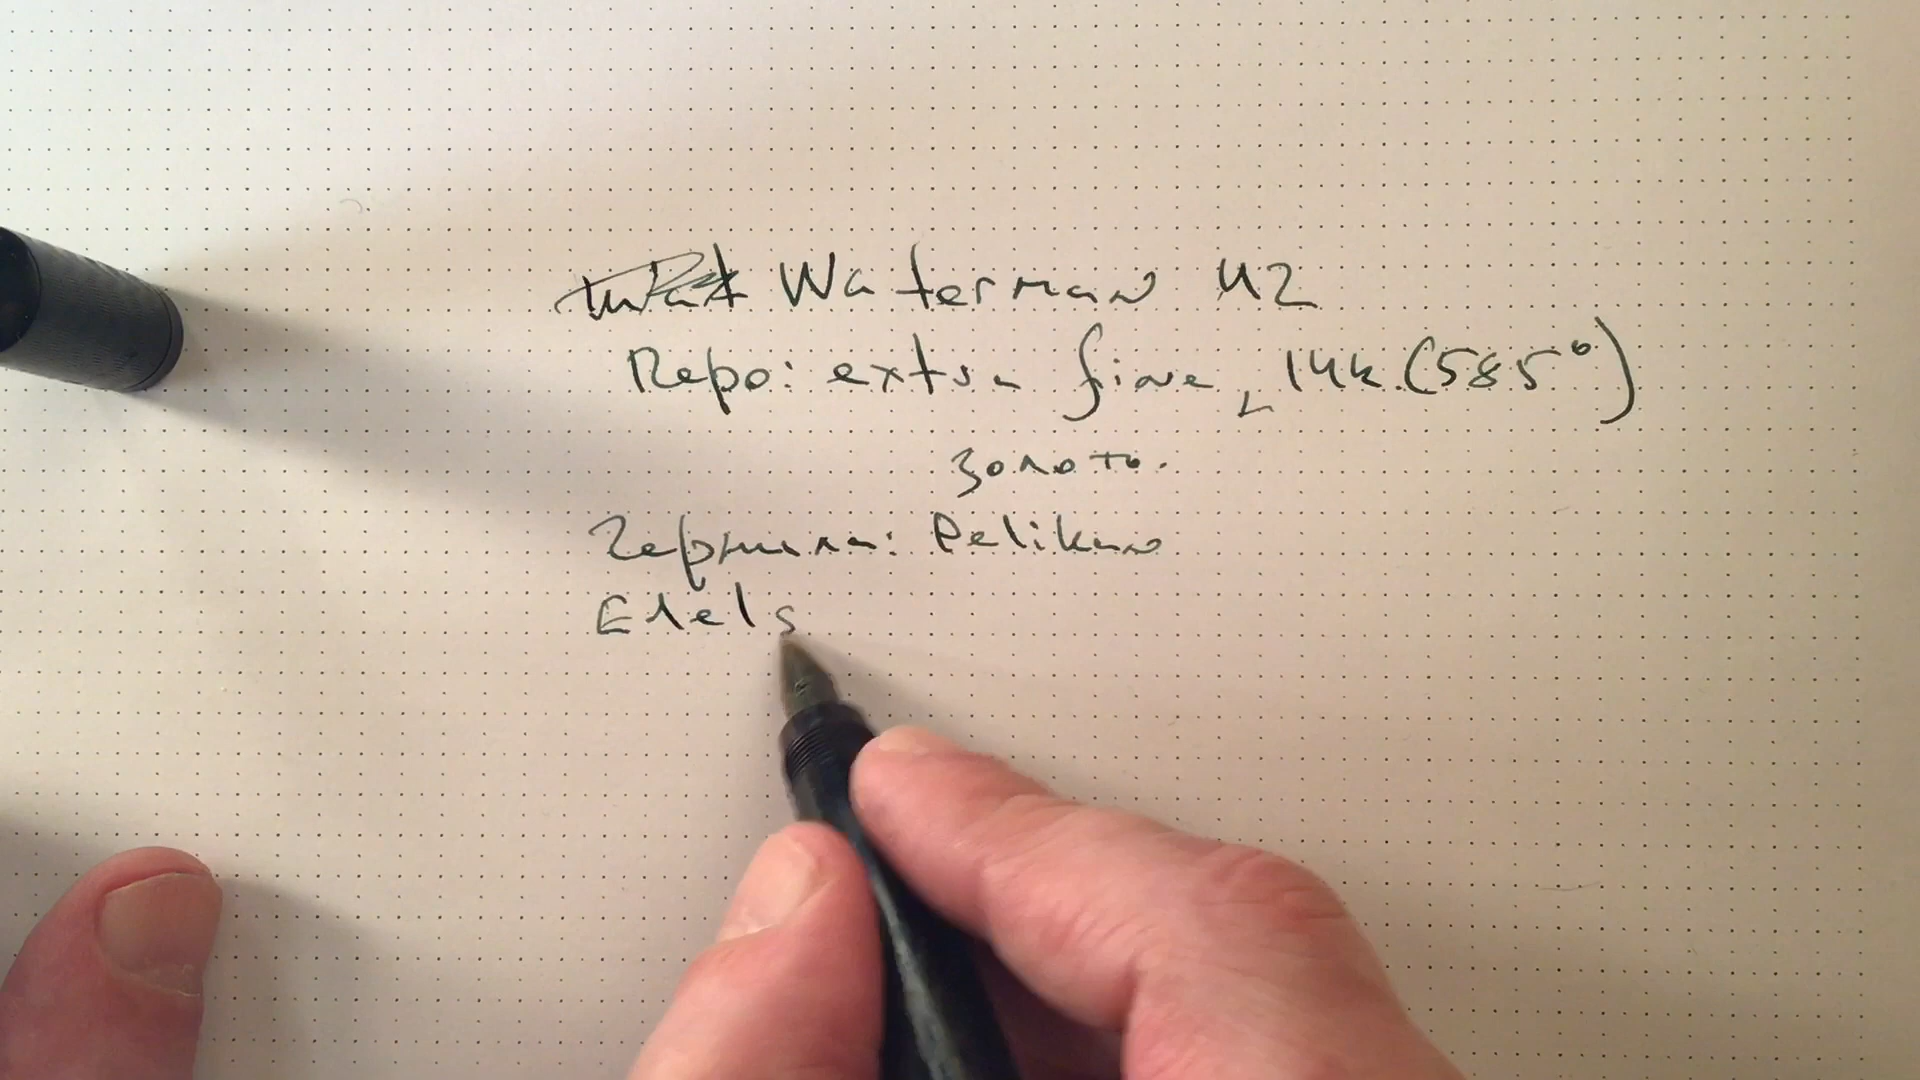 Waterman 42
Перо: extra fine, 14k (585°)
золото.
Чернила: Pelikan
Edels